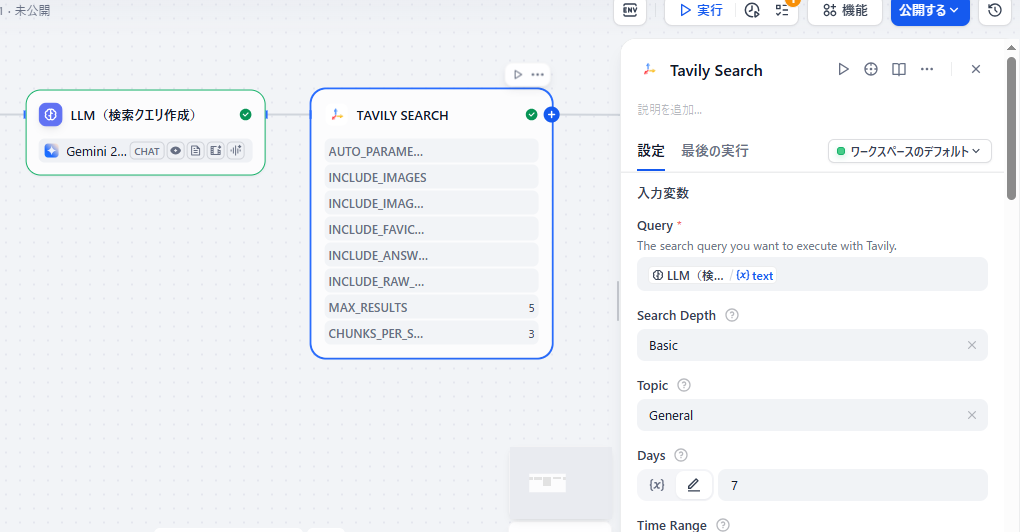 1 · 未公開
ENV
実行
機能
公開する
LLM（検索クエリ作成）
Gemini 2...
CHAT
TAVILY SEARCH
AUTO_PARAME...
INCLUDE_IMAGES
INCLUDE_IMAG...
INCLUDE_FAVIC...
INCLUDE_ANSW...
INCLUDE_RAW_...
MAX_RESULTS 5
CHUNKS_PER_S... 3
Tavily Search
説明を追加...
設定 最後の実行
ワークスペースのデフォルト
入力変数
Query *
The search query you want to execute with Tavily.
LLM（検... / {x} text
Search Depth
Basic
Topic
General
Days
{x} 7
Time Range